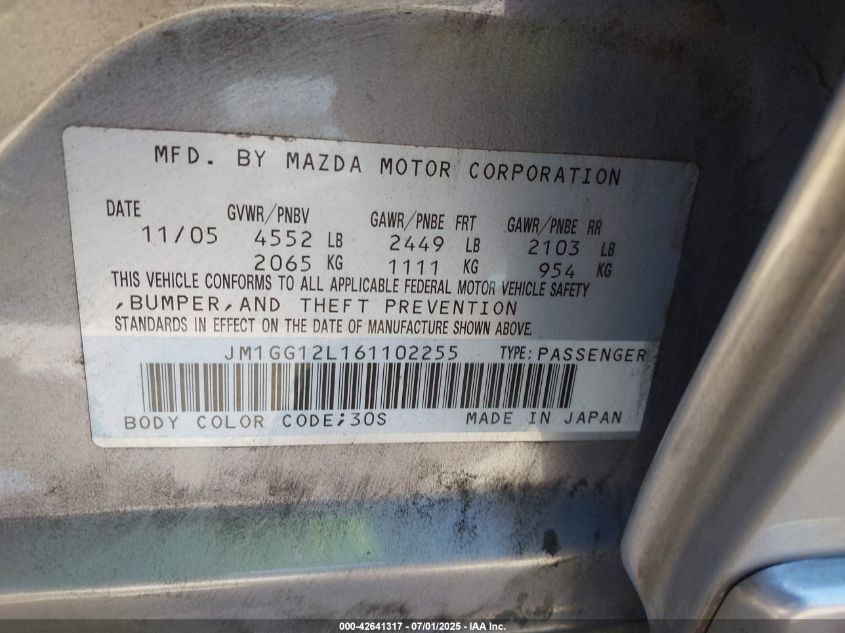 MFD. BY MAZDA MOTOR CORPORATION
DATE GVWR/PNBV GAWR/PNBE FRT GAWR/PNBE RR
11/05 4552 LB 2449 LB 2103 LB
2065 KG 1111 KG 954 KG
THIS VEHICLE CONFORMS TO ALL APPLICABLE FEDERAL MOTOR VEHICLE SAFETY
,BUMPER,AND THEFT PREVENTION
STANDARDS IN EFFECT ON THE DATE OF MANUFACTURE SHOWN ABOVE.
JM1GG12L161102255 TYPE:PASSENGER
BODY COLOR CODE;30S MADE IN JAPAN
000-42641317 - 07/01/2025 - IAA Inc.